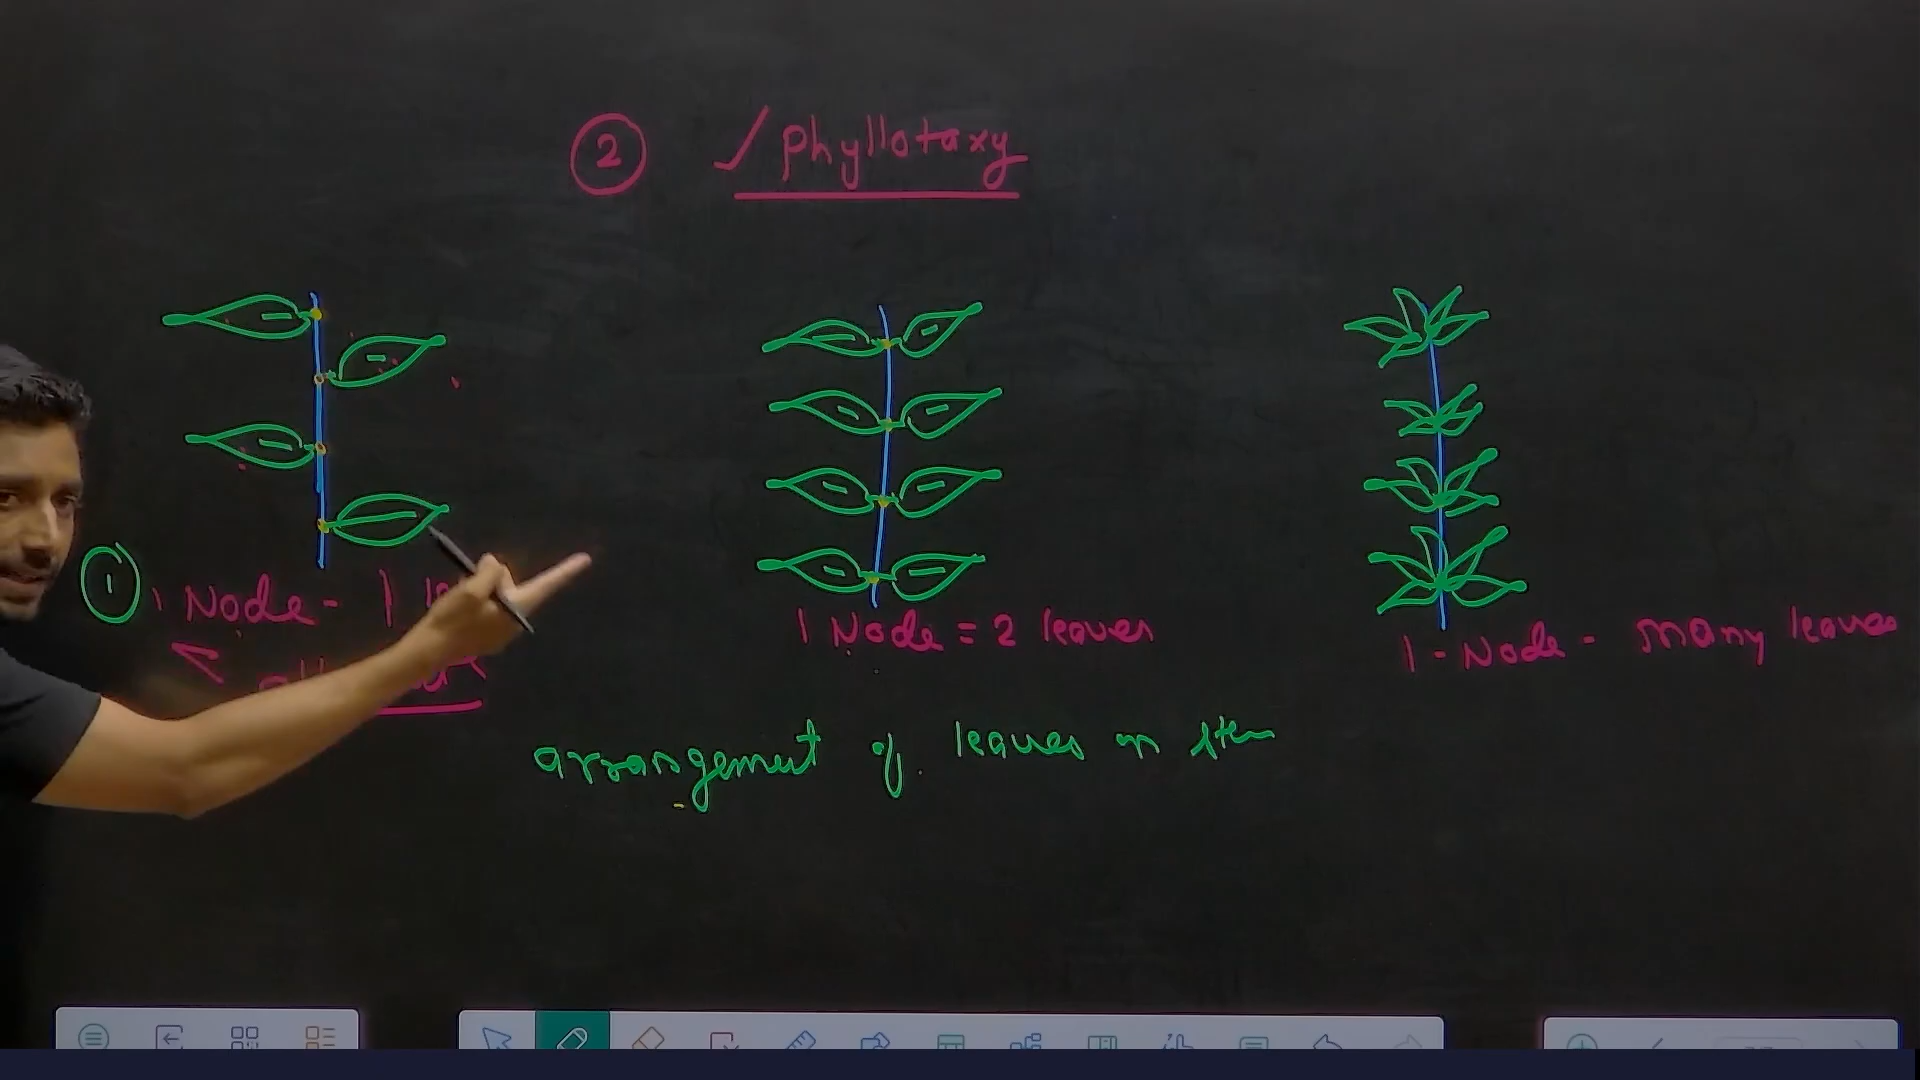 2 phyllotaxy
1 1 Node - 1
1 Node = 2 leaves
1 - Node - many leaves
arrangement of leaves on stem